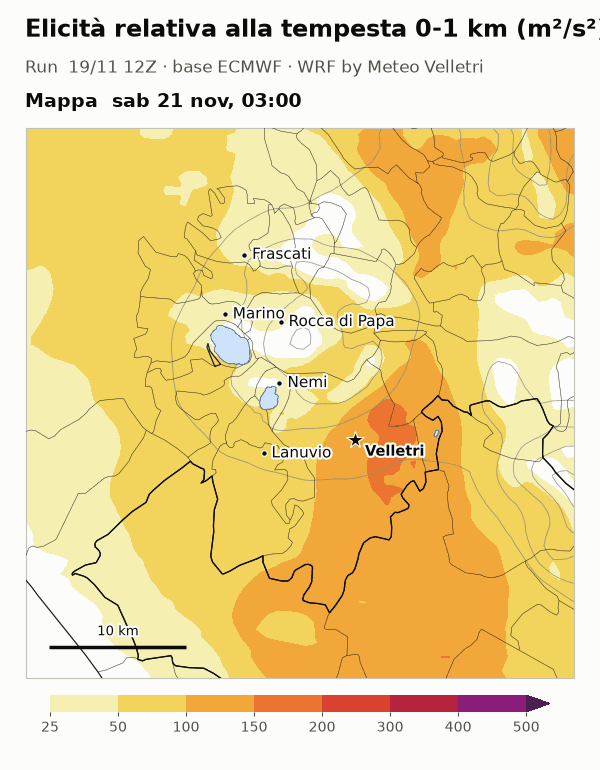 Elicità relativa alla tempesta 0-1 km (m²/s²)
Run 19/11 12Z · base ECMWF · WRF by Meteo Velletri
Mappa sab 21 nov, 03:00
Frascati
Marino
Rocca di Papa
Nemi
Velletri
Lanuvio
10 km
25 50 100 150 200 300 400 500